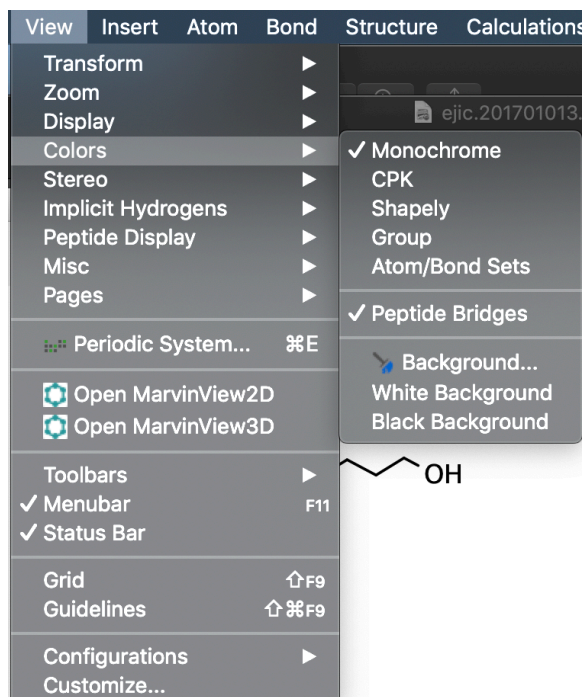 View Insert Atom Bond Structure Calculations
Transform ▶
Zoom ▶
Display ▶
ejic.201701013.
Colors ▶
✓ Monochrome
CPK
Shapely
Group
Atom/Bond Sets
✓ Peptide Bridges
Background...
White Background
Black Background
Stereo ▶
Implicit Hydrogens ▶
Peptide Display ▶
Misc ▶
Pages ▶
Periodic System... ⌘E
Open MarvinView2D
Open MarvinView3D
Toolbars ▶
✓ Menubar F11
✓ Status Bar
OH
Grid ⇧F9
Guidelines ⇧⌘F9
Configurations ▶
Customize...